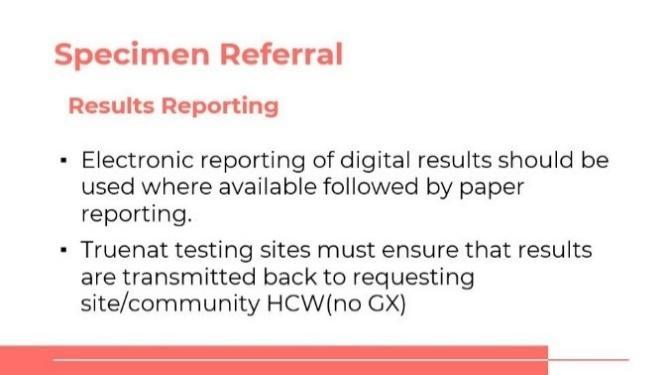 Specimen Referral
Results Reporting
▪ Electronic reporting of digital results should be
used where available followed by paper
reporting.
▪ Truenat testing sites must ensure that results
are transmitted back to requesting
site/community HCW(no GX)